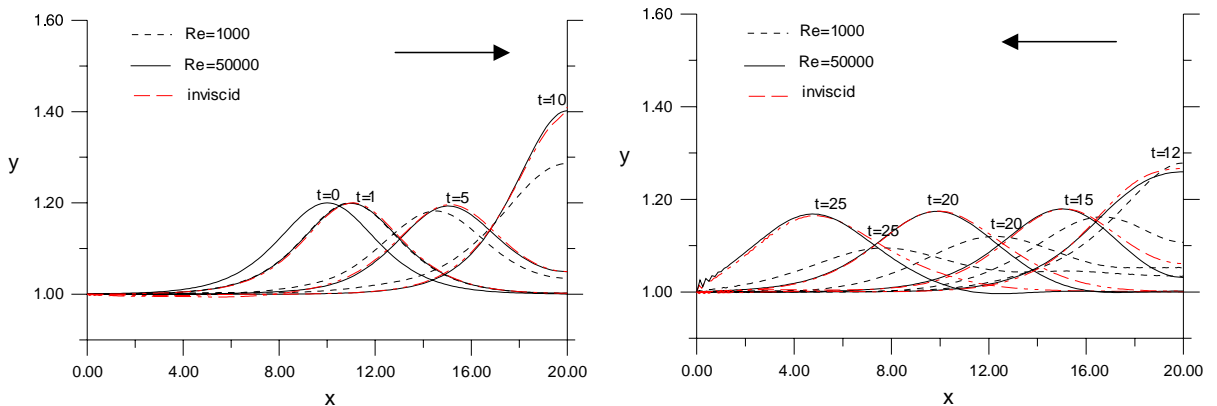 1.60
Re=1000
Re=50000
inviscid
1.40
t=10
y
1.20
t=0
t=1
t=5
1.00
0.00
4.00
8.00
12.00
16.00
20.00
x
1.60
Re=1000
Re=50000
inviscid
1.40
y
t=12
1.20
t=25
t=20
t=15
t=20
t=25
1.00
0.00
4.00
8.00
12.00
16.00
20.00
x